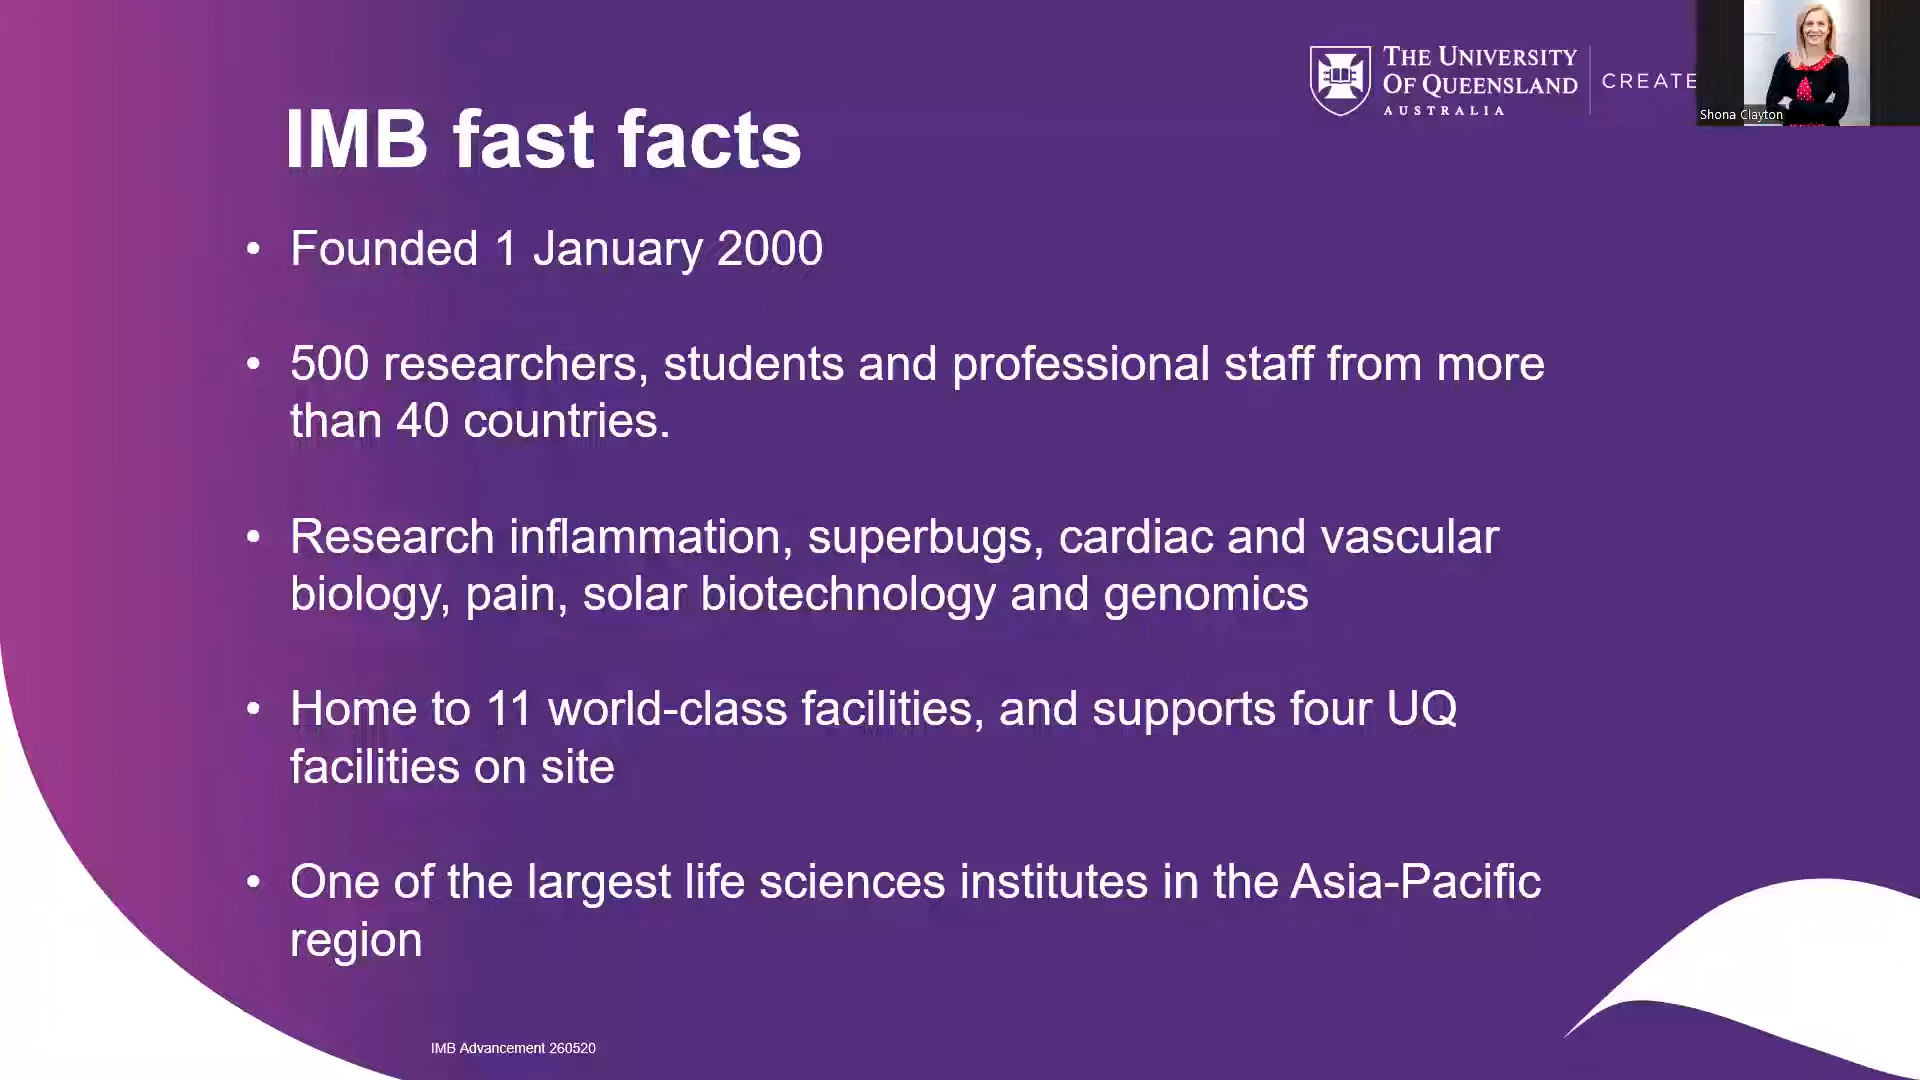 THE UNIVERSITY
OF QUEENSLAND
AUSTRALIA
CREATE
Shona Clayton
IMB fast facts
• Founded 1 January 2000
• 500 researchers, students and professional staff from more
than 40 countries.
• Research inflammation, superbugs, cardiac and vascular
biology, pain, solar biotechnology and genomics
• Home to 11 world-class facilities, and supports four UQ
facilities on site
• One of the largest life sciences institutes in the Asia-Pacific
region
IMB Advancement 260520